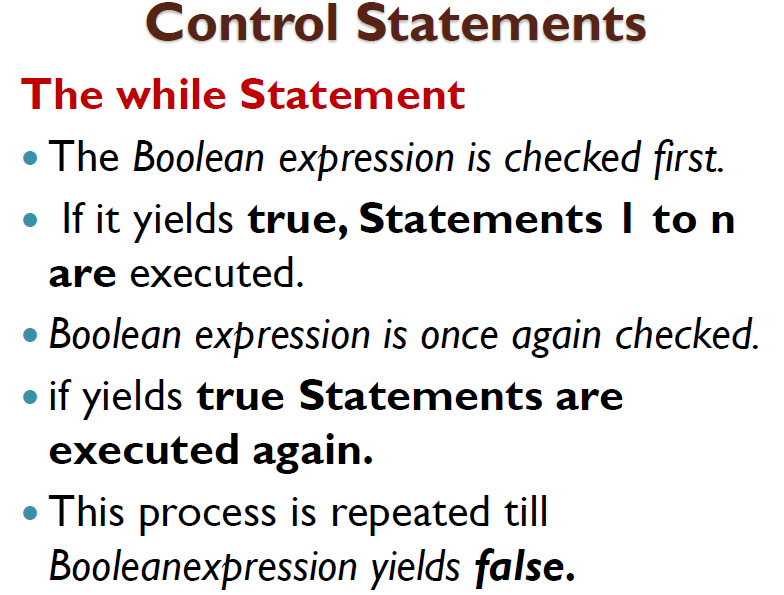 Control Statements
The while Statement
• The Boolean expression is checked first.
• If it yields true, Statements 1 to n
are executed.
• Boolean expression is once again checked.
• if yields true Statements are
executed again.
• This process is repeated till
Booleanexpression yields false.